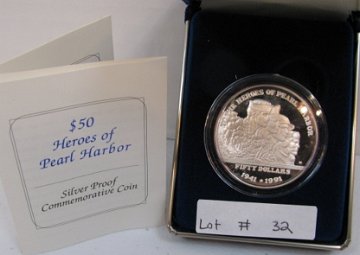 $50
Heroes of
Pearl Harbor
Silver Proof
Commemorative Coin
THE HEROES OF PEARL HARBOR
FIFTY DOLLARS
1941 • 1991
Lot # 32